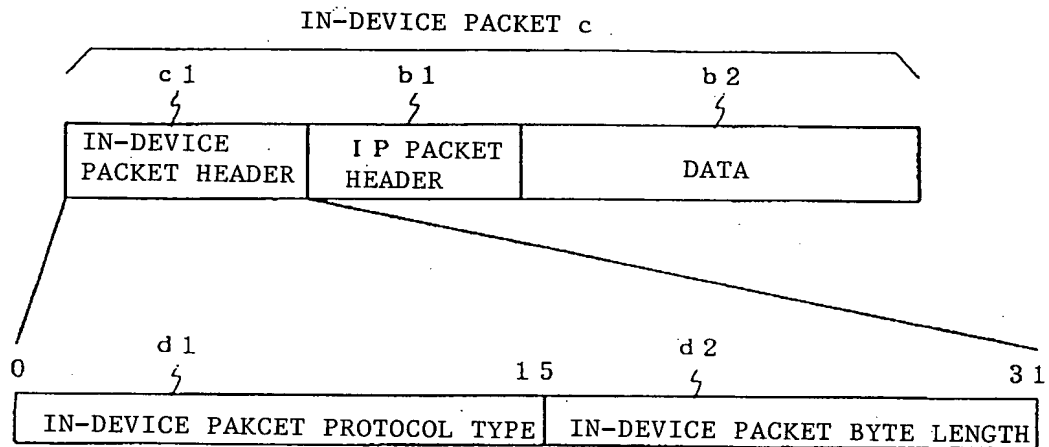 IN-DEVICE PACKET c
c 1 b 1 b 2
IN-DEVICE PACKET HEADER
I P PACKET HEADER
DATA
d 1 d 2
0 1 5 3 1
IN-DEVICE PAKCET PROTOCOL TYPE
IN-DEVICE PACKET BYTE LENGTH